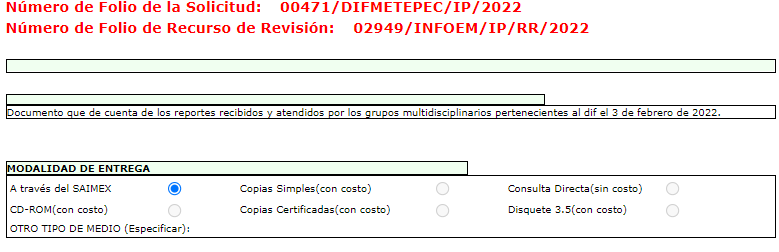 Número de Folio de la Solicitud: 00471/DIFMETEPEC/IP/2022
Número de Folio de Recurso de Revisión: 02949/INFOEM/IP/RR/2022
Documento que de cuenta de los reportes recibidos y atendidos por los grupos multidisciplinarios pertenecientes al dif el 3 de febrero de 2022.
MODALIDAD DE ENTREGA
A través del SAIMEX Copias Simples(con costo) Consulta Directa(sin costo)
CD-ROM(con costo) Copias Certificadas(con costo) Disquete 3.5(con costo)
OTRO TIPO DE MEDIO (Especificar):